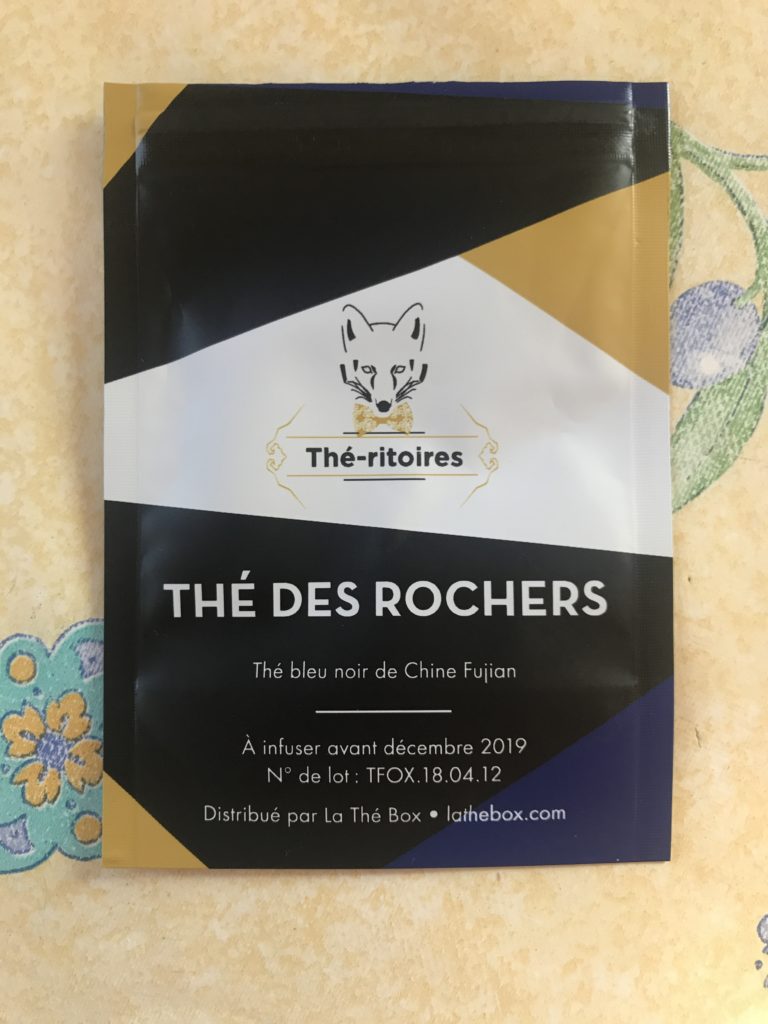 Thé-ritoires
THÉ DES ROCHERS
Thé bleu noir de Chine Fujian
À infuser avant décembre 2019
N° de lot : TFOX.18.04.12
Distribué par La Thé Box • lathebox.com